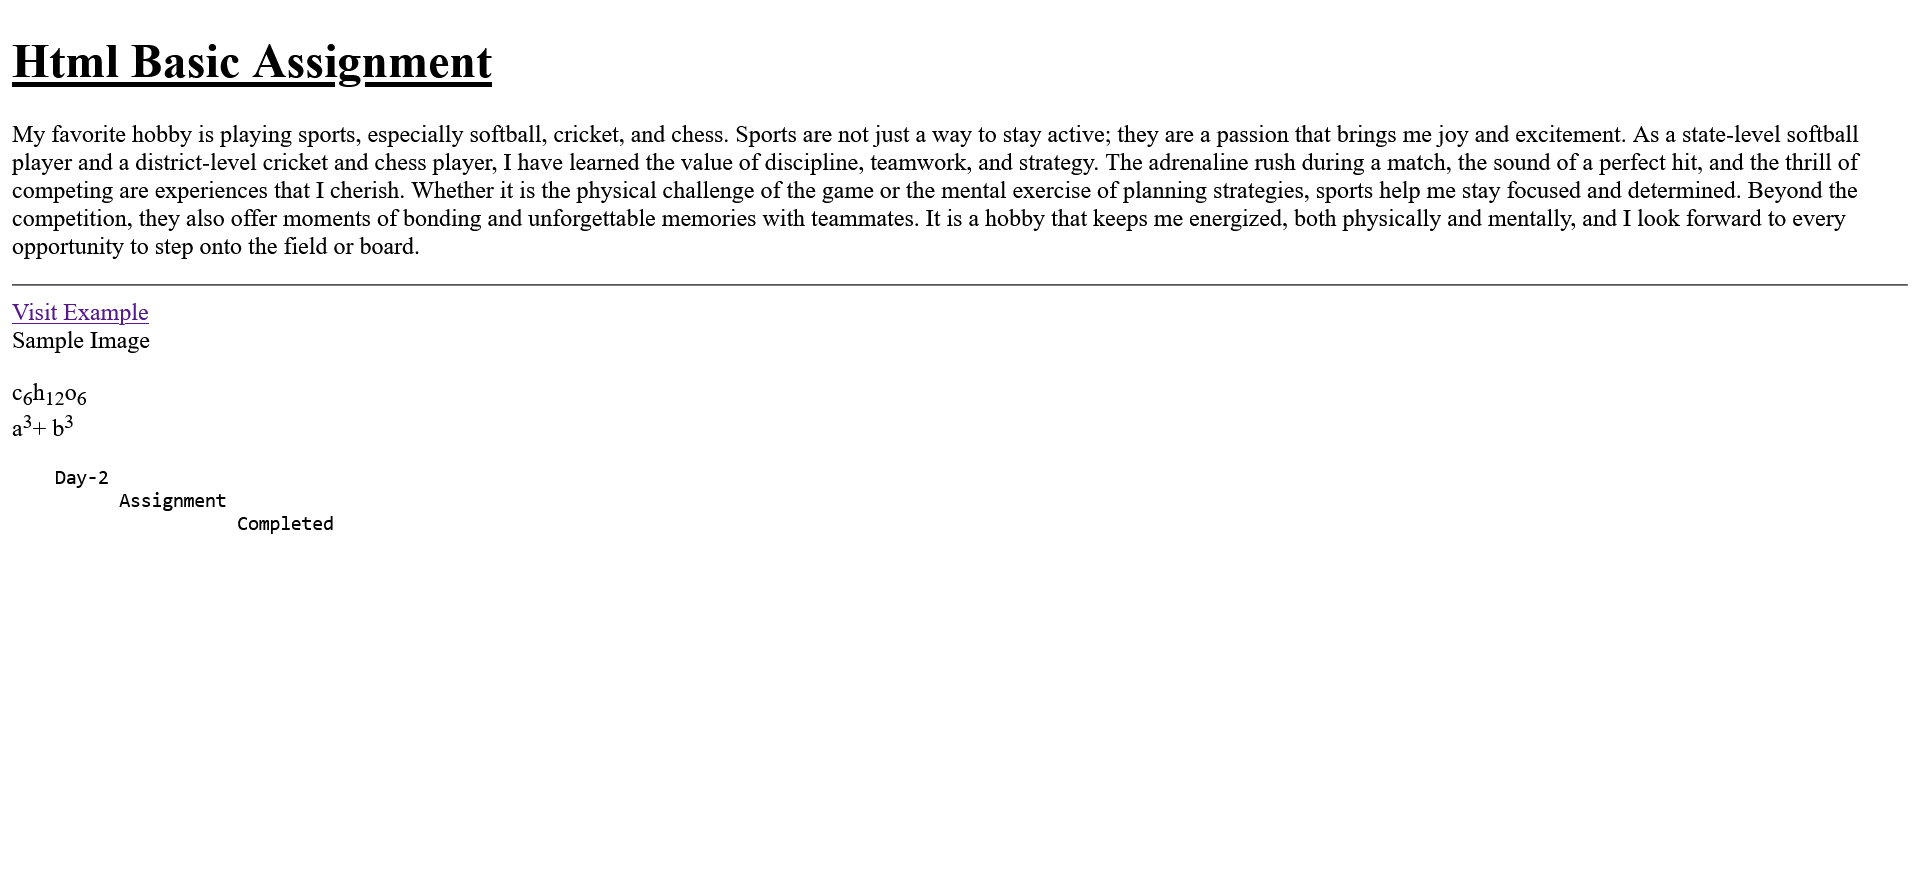 Html Basic Assignment
My favorite hobby is playing sports, especially softball, cricket, and chess. Sports are not just a way to stay active; they are a passion that brings me joy and excitement. As a state-level softball
player and a district-level cricket and chess player, I have learned the value of discipline, teamwork, and strategy. The adrenaline rush during a match, the sound of a perfect hit, and the thrill of
competing are experiences that I cherish. Whether it is the physical challenge of the game or the mental exercise of planning strategies, sports help me stay focused and determined. Beyond the
competition, they also offer moments of bonding and unforgettable memories with teammates. It is a hobby that keeps me energized, both physically and mentally, and I look forward to every
opportunity to step onto the field or board.
Visit Example
Sample Image
c₆h₁₂o₆
a³+ b³
Day-2
Assignment
Completed